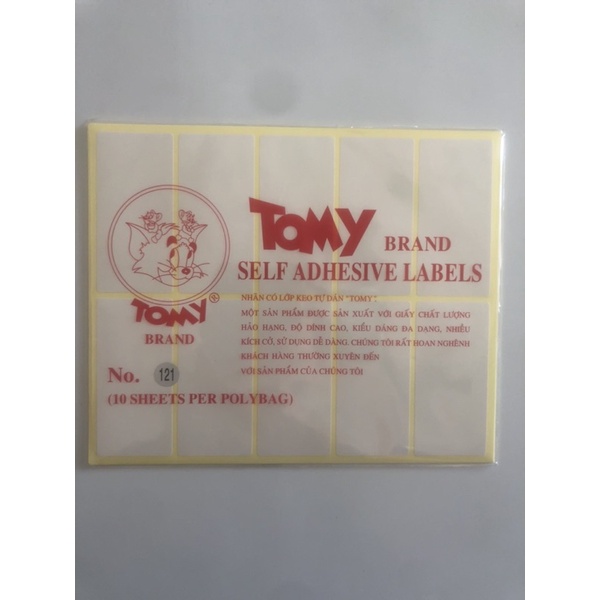 TOMY BRAND
SELF ADHESIVE LABELS
TOMY ®
BRAND
No. 121
(10 SHEETS PER POLYBAG)
NHÃN CÓ LỚP KEO TỰ DÁN "TOMY".
MỘT SẢN PHẨM ĐƯỢC SẢN XUẤT VỚI GIẤY CHẤT LƯỢNG
HẢO HẠNG, ĐỘ DÍNH CAO, KIỂU DÁNG ĐA DẠNG, NHIỀU
KÍCH CỠ, SỬ DỤNG DỄ DÀNG. CHÚNG TÔI RẤT HOAN NGHÊNH
KHÁCH HÀNG THƯỜNG XUYÊN ĐẾN
VỚI SẢN PHẨM CỦA CHÚNG TÔI